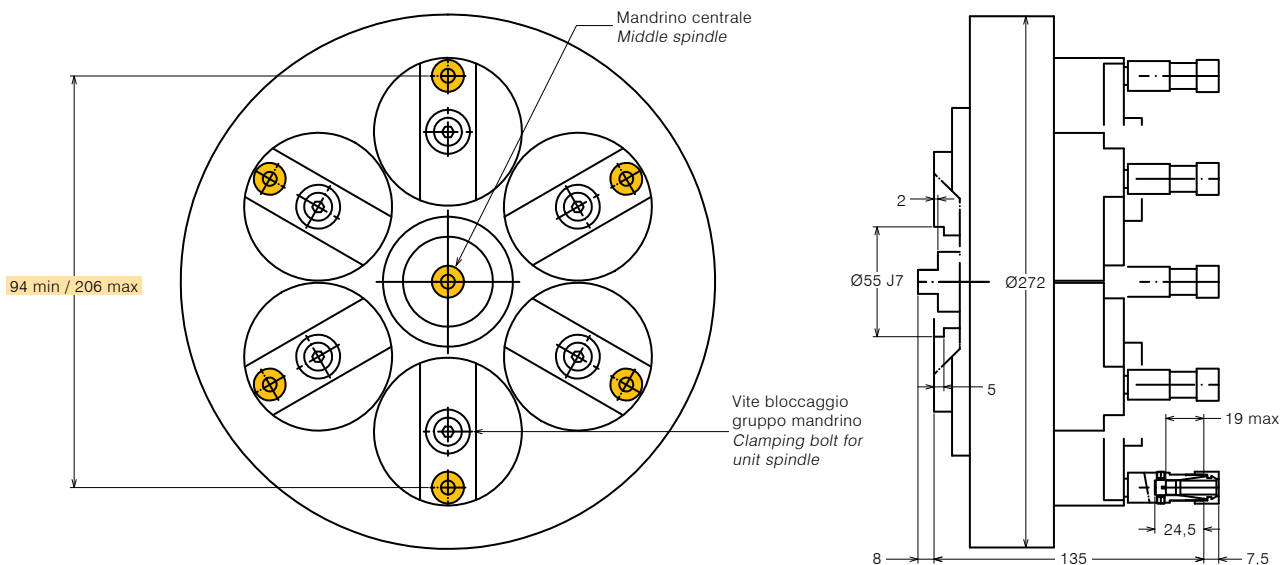 Mandrino centrale
Middle spindle
94 min / 206 max
Vite bloccaggio
gruppo mandrino
Clamping bolt for
unit spindle
2
Ø55 J7
Ø272
5
19 max
24,5
8
135
7,5